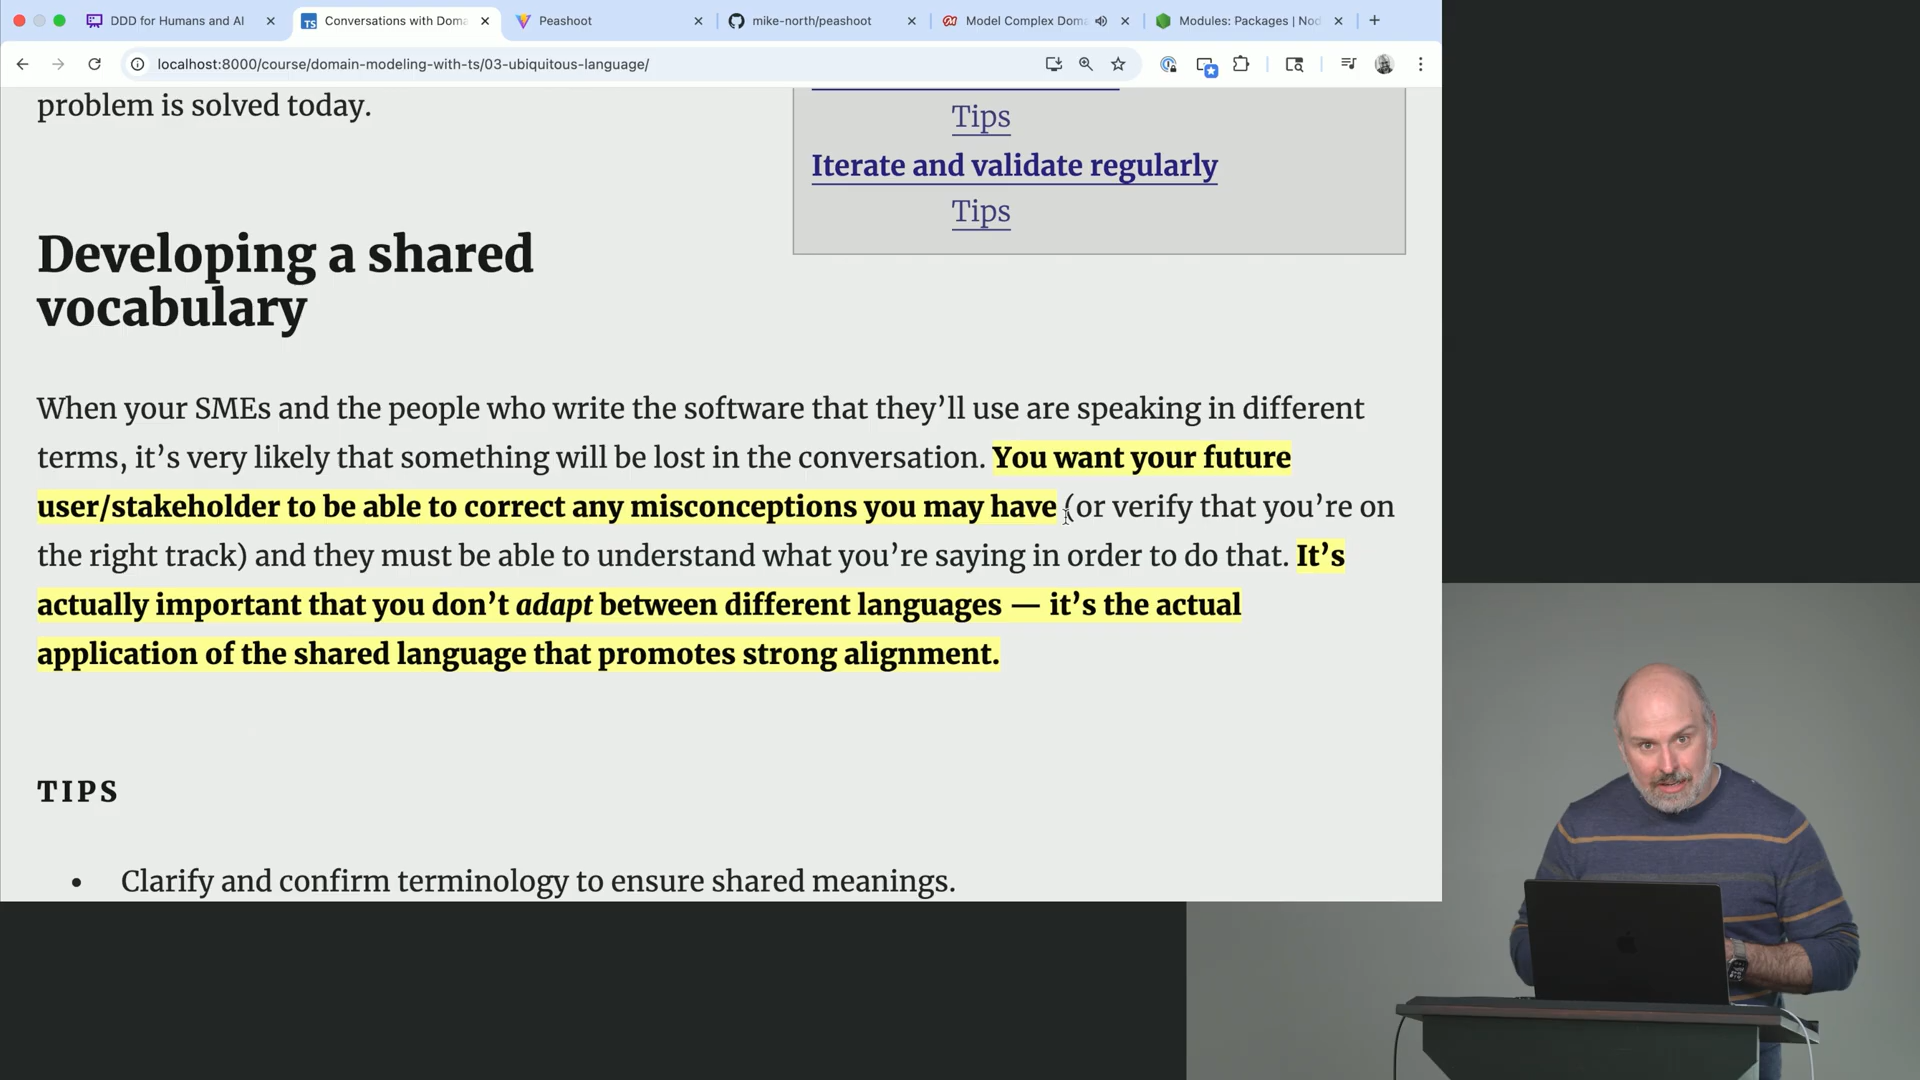 DDD for Humans and AI
Conversations with Doma
Peashoot
mike-north/peashoot
Model Complex Dom
Modules: Packages | Nod
localhost:8000/course/domain-modeling-with-ts/03-ubiquitous-language/
problem is solved today.
Tips
Iterate and validate regularly
Tips
Developing a shared
vocabulary
When your SMEs and the people who write the software that they’ll use are speaking in different
terms, it’s very likely that something will be lost in the conversation. You want your future
user/stakeholder to be able to correct any misconceptions you may have (or verify that you’re on
the right track) and they must be able to understand what you’re saying in order to do that. It’s
actually important that you don’t adapt between different languages — it’s the actual
application of the shared language that promotes strong alignment.
TIPS
• Clarify and confirm terminology to ensure shared meanings.